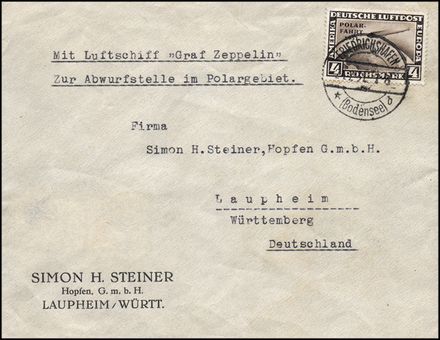 Mit Luftschiff „Graf Zeppelin"
Zur Abwurfstelle im Polargebiet.
DEUTSCHE LUFTPOST
AMERIKA
EUROPA
POLAR-
FAHRT
4 REICHSMARK 4
FRIEDRICHSHAFEN
(Bodensee)
Firma
Simon H.Steiner,Hopfen G.m.b.H.
Laupheim
Württemberg
Deutschland
SIMON H. STEINER
Hopfen, G. m. b. H.
LAUPHEIM/WÜRTT.